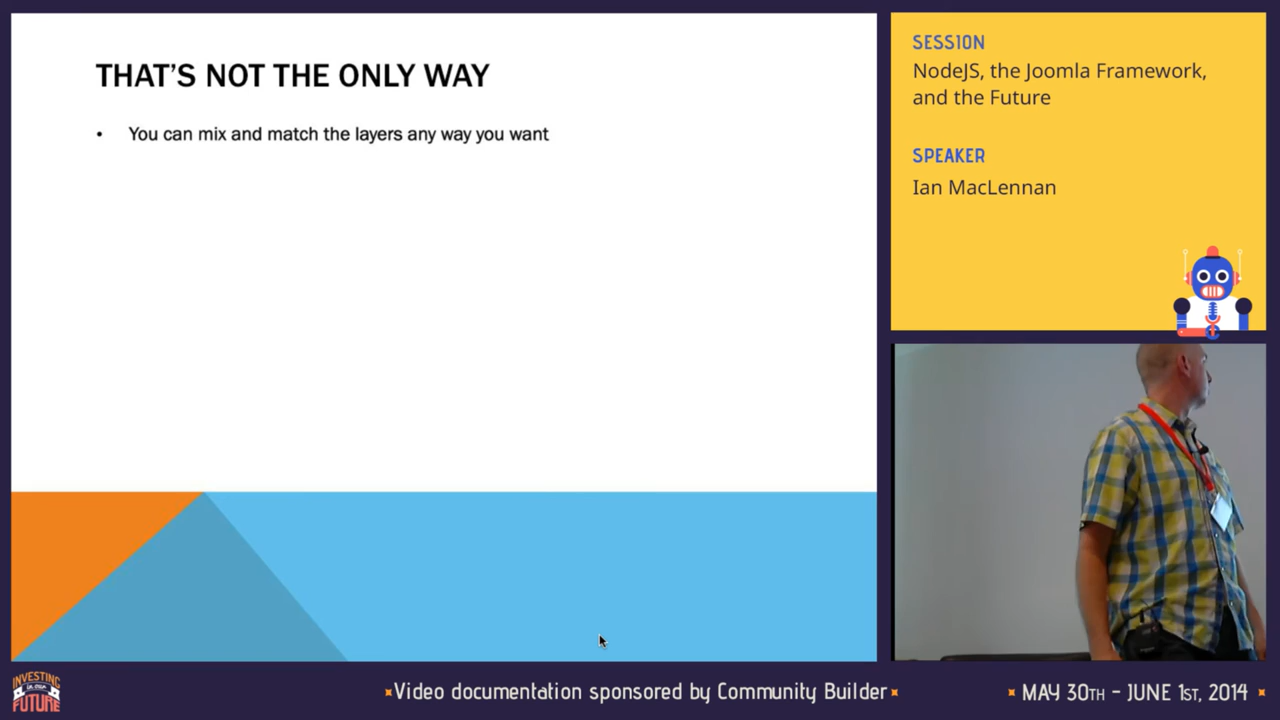 THAT'S NOT THE ONLY WAY
• You can mix and match the layers any way you want
SESSION
NodeJS, the Joomla Framework,
and the Future
SPEAKER
Ian MacLennan
INVESTING
IN OUR
FUTURE
Video documentation sponsored by Community Builder
MAY 30TH - JUNE 1ST, 2014